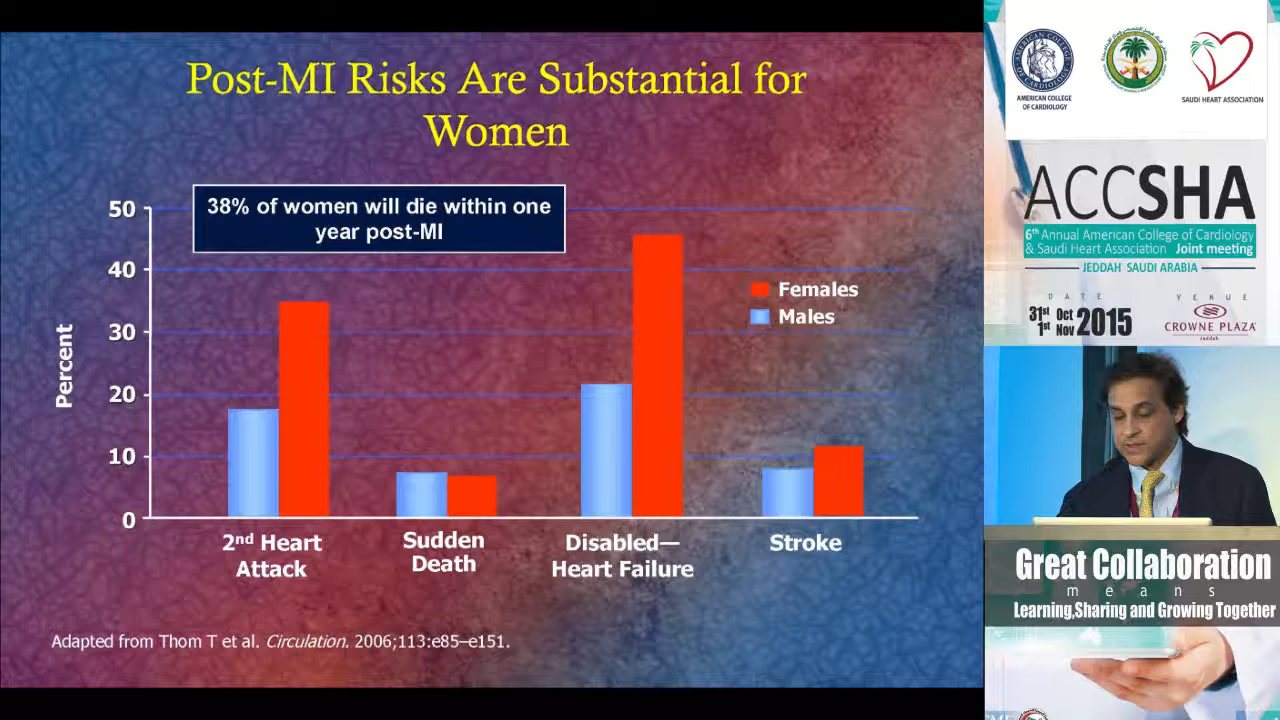 Post-MI Risks Are Substantial for
Women
38% of women will die within one
year post-MI
50
40
30
20
10
0
Percent
Females
Males
2nd Heart
Attack
Sudden
Death
Disabled—
Heart Failure
Stroke
Adapted from Thom T et al. Circulation. 2006;113:e85–e151.
AMERICAN COLLEGE
OF CARDIOLOGY
SAUDI HEART ASSOCIATION
ACCSHA
6th Annual American College of Cardiology
& Saudi Heart Association Joint meeting
JEDDAH SAUDI ARABIA
DATE
31st Oct
1st Nov 2015
VENUE
CROWNE PLAZA
Jeddah
Great Collaboration
means
Learning,Sharing and Growing Together